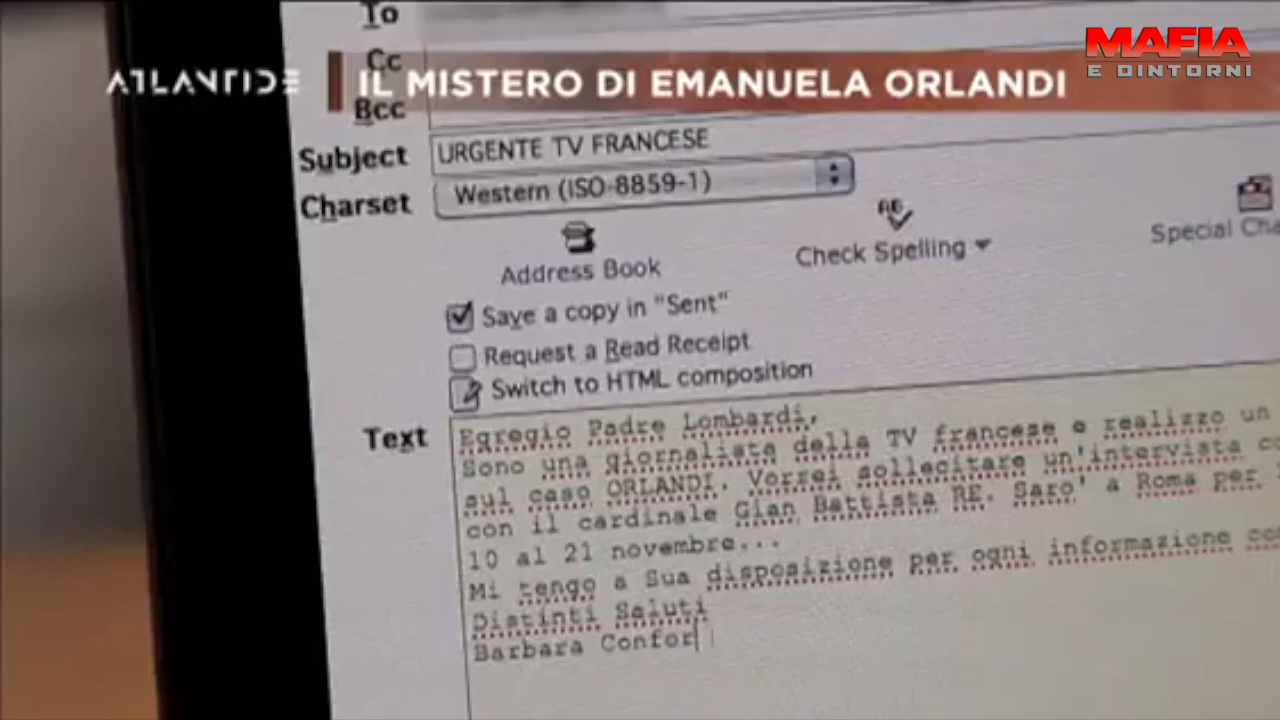 To
MAFIA
E DINTORNI
Cc
ATLANTIDE
IL MISTERO DI EMANUELA ORLANDI
Bcc
Subject URGENTE TV FRANCESE
Charset Western (ISO-8859-1)
Address Book Check Spelling Special Cha
Save a copy in "Sent"
Request a Read Receipt
Switch to HTML composition
Text Egregio Padre Lombardi,
Sono una giornalista della TV francese e realizzo un
sul caso ORLANDI. Vorrei sollecitare un'intervista co
con il cardinale Gian Battista RE. Saro' a Roma per
10 al 21 novembre...
Mi tengo a Sua disposizione per ogni informazione co
Distinti Saluti
Barbara Confor